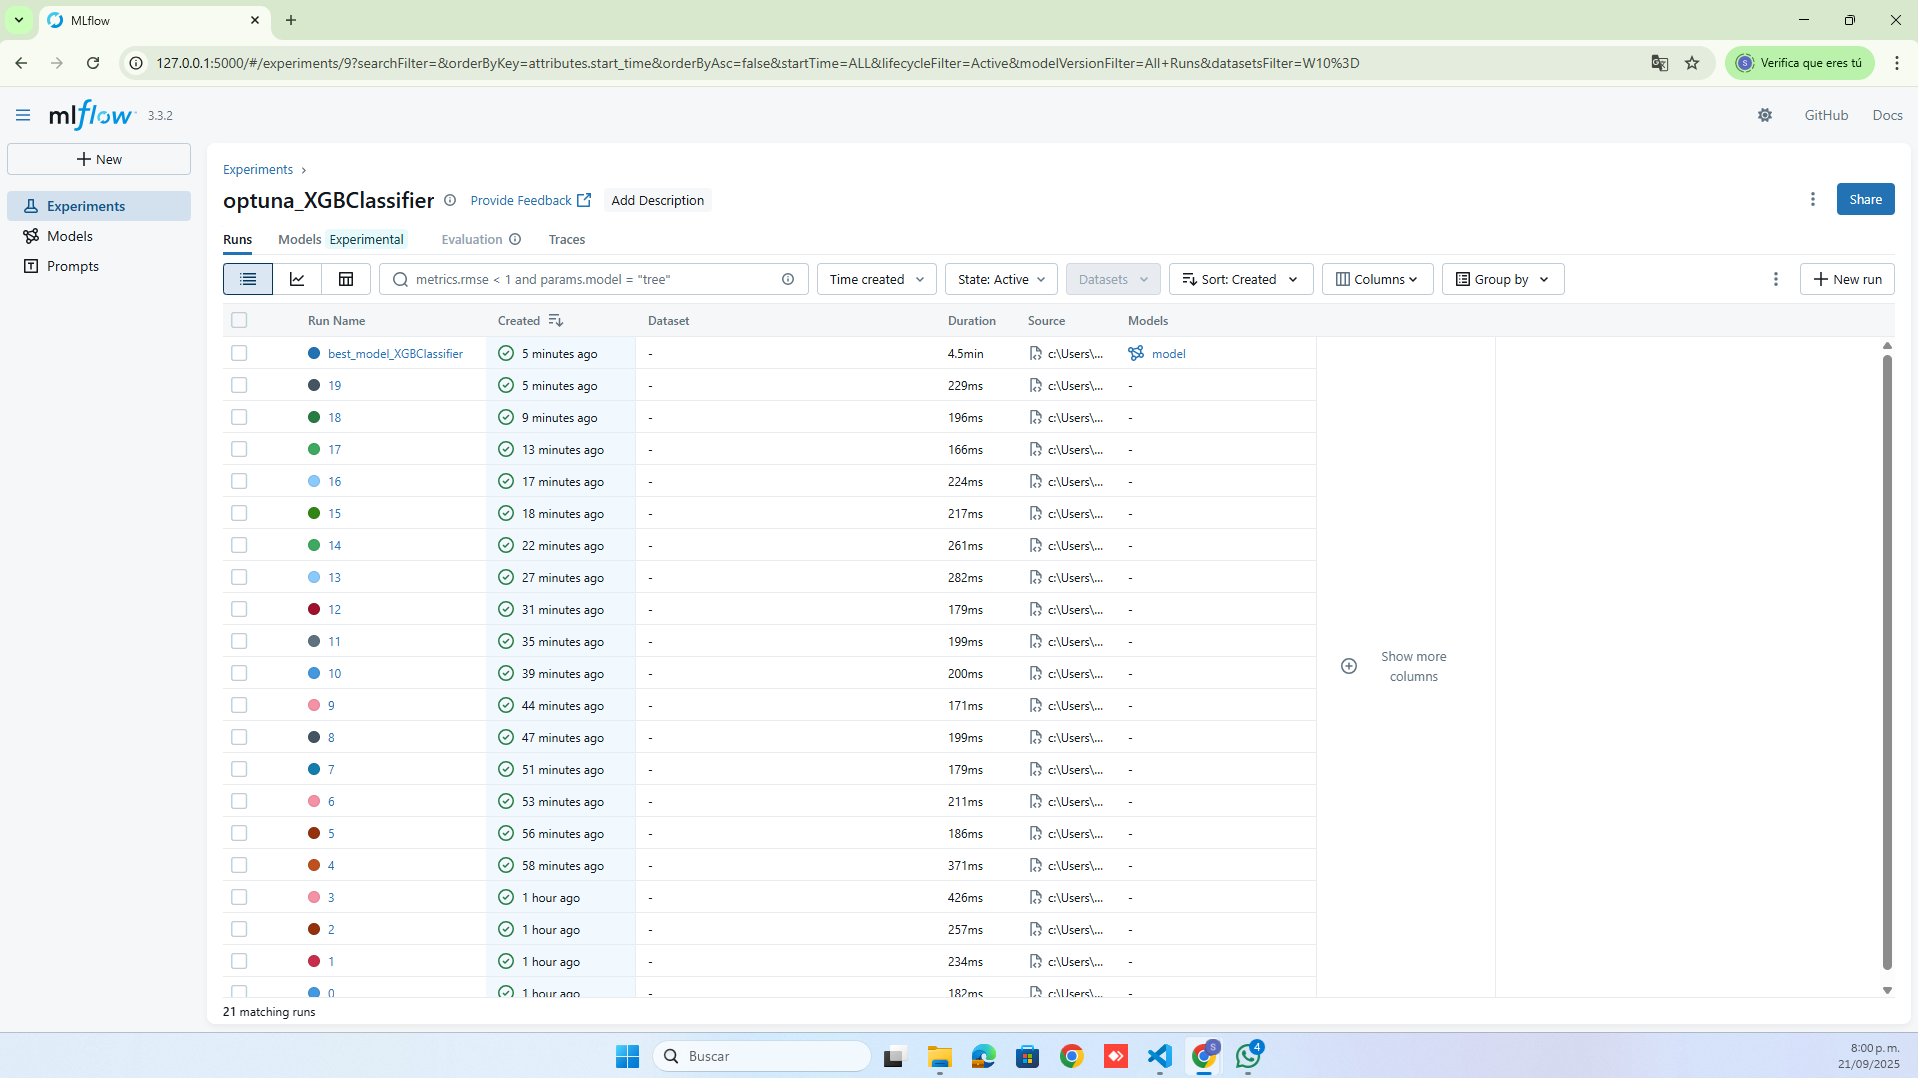 MLflow
127.0.0.1:5000/#/experiments/9?searchFilter=&orderByKey=attributes.start_time&orderByAsc=false&startTime=ALL&lifecycleFilter=Active&modelVersionFilter=All+Runs&datasetsFilter=W10%3D
S Verifica que eres tú
mlflow 3.3.2
GitHub Docs
New
Experiments
Models
Prompts
Experiments
optuna_XGBClassifier Provide Feedback Add Description
Share
Runs Models Experimental Evaluation Traces
metrics.rmse < 1 and params.model = "tree" Time created State: Active Datasets Sort: Created Columns Group by New run
Run Name Created Dataset Duration Source Models
best_model_XGBClassifier 5 minutes ago - 4.5min c:\Users\... model
19 5 minutes ago - 229ms c:\Users\... -
18 9 minutes ago - 196ms c:\Users\... -
17 13 minutes ago - 166ms c:\Users\... -
16 17 minutes ago - 224ms c:\Users\... -
15 18 minutes ago - 217ms c:\Users\... -
14 22 minutes ago - 261ms c:\Users\... -
13 27 minutes ago - 282ms c:\Users\... -
12 31 minutes ago - 179ms c:\Users\... -
11 35 minutes ago - 199ms c:\Users\... -
10 39 minutes ago - 200ms c:\Users\... -
9 44 minutes ago - 171ms c:\Users\... -
8 47 minutes ago - 199ms c:\Users\... -
7 51 minutes ago - 179ms c:\Users\... -
6 53 minutes ago - 211ms c:\Users\... -
5 56 minutes ago - 186ms c:\Users\... -
4 58 minutes ago - 371ms c:\Users\... -
3 1 hour ago - 426ms c:\Users\... -
2 1 hour ago - 257ms c:\Users\... -
1 1 hour ago - 234ms c:\Users\... -
0 1 hour ago - 182ms c:\Users\... -
Show more
columns
21 matching runs
Buscar
S
4
8:00 p. m.
21/09/2025